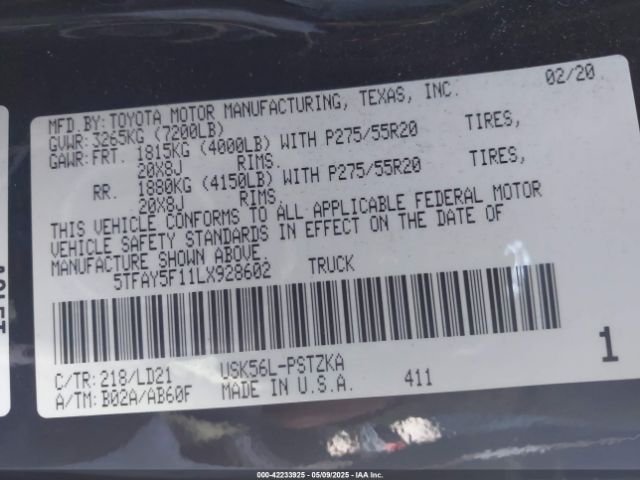 MFD.BY: TOYOTA MOTOR MANUFACTURING, TEXAS, INC. 02/20
GVWR: 3265KG (7200LB)
GAWR: FRT. 1815KG (4000LB) WITH P275/55R20 TIRES,
20X8J RIMS.
RR. 1880KG (4150LB) WITH P275/55R20 TIRES,
20X8J RIMS.
THIS VEHICLE CONFORMS TO ALL APPLICABLE FEDERAL MOTOR
VEHICLE SAFETY STANDARDS IN EFFECT ON THE DATE OF
MANUFACTURE SHOWN ABOVE.
5TFAY5F11LX928602 TRUCK
C/TR: 218/LD21 USK56L-PSTZKA
A/TM: B02A/AB60F MADE IN U.S.A. 411
1
000-42233925 - 05/09/2025 - IAA Inc.